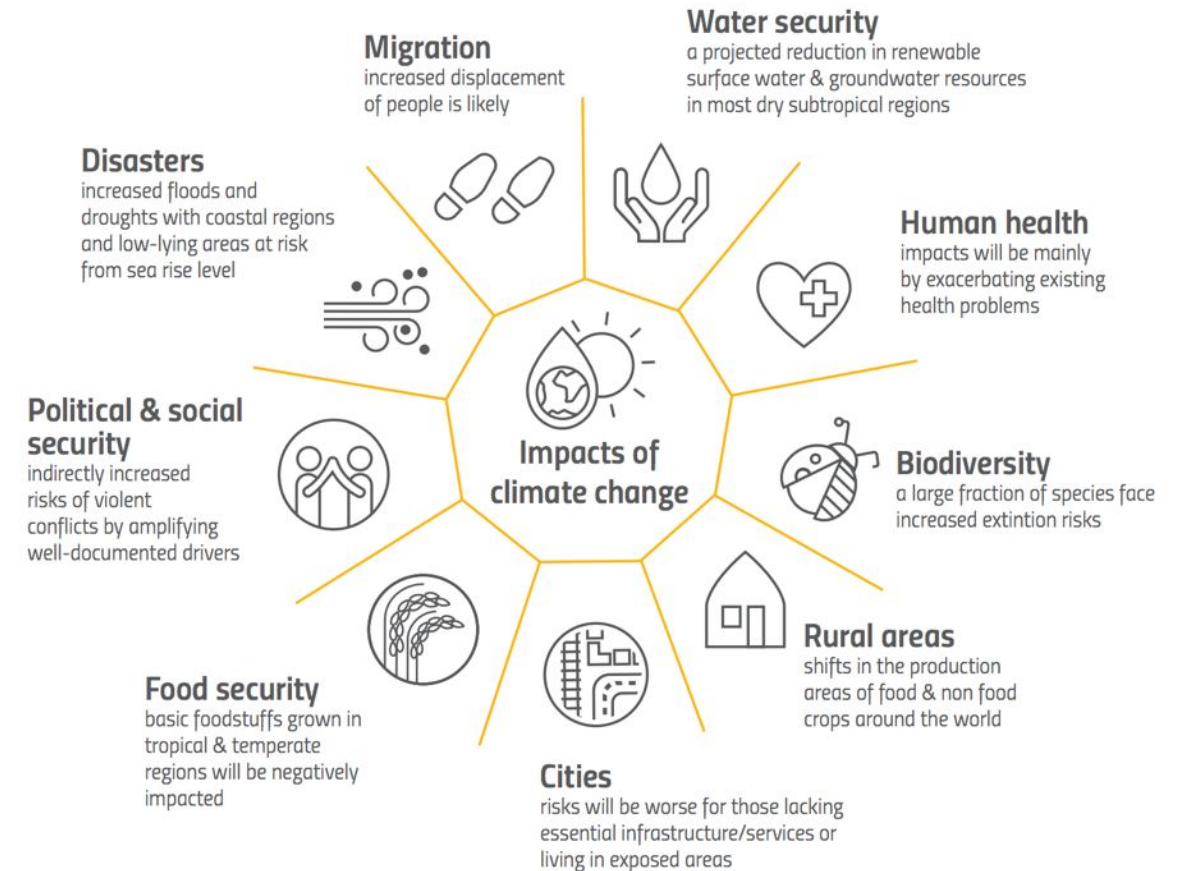 Water security
a projected reduction in renewable
surface water & groundwater resources
in most dry subtropical regions
Human health
impacts will be mainly
by exacerbating existing
health problems
Biodiversity
a large fraction of species face
increased extintion risks
Rural areas
shifts in the production
areas of food & non food
crops around the world
Cities
risks will be worse for those lacking
essential infrastructure/services or
living in exposed areas
Food security
basic foodstuffs grown in
tropical & temperate
regions will be negatively
impacted
Political & social
security
indirectly increased
risks of violent
conflicts by amplifying
well-documented drivers
Disasters
increased floods and
droughts with coastal regions
and low-lying areas at risk
from sea rise level
Migration
increased displacement
of people is likely
Impacts of
climate change